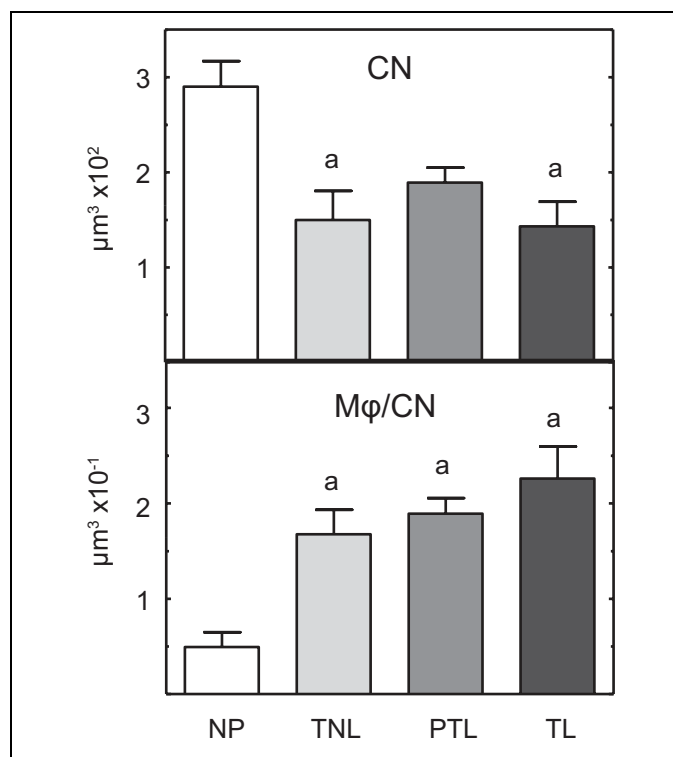 CN
3
2
1
µm³ x10²
a
a
Mφ/CN
3
2
1
µm³ x10⁻¹
a
a
a
NP TNL PTL TL